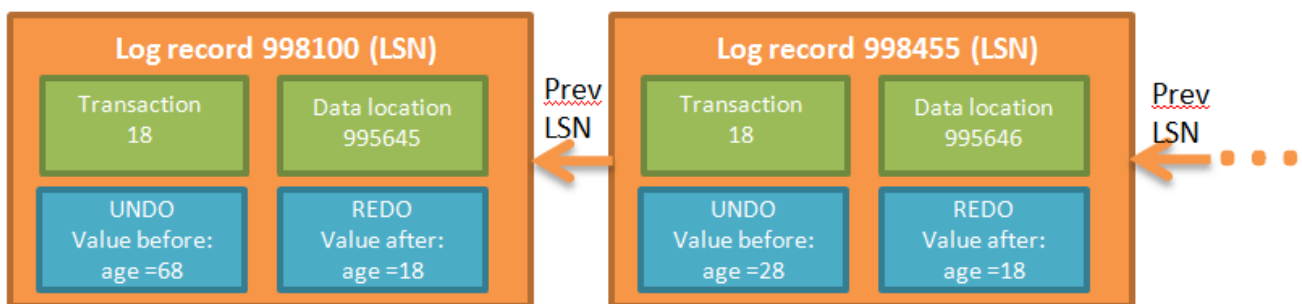 Log record 998100 (LSN)
Transaction
18
Data location
995645
UNDO
Value before:
age =68
REDO
Value after:
age =18
Prev
LSN
Log record 998455 (LSN)
Transaction
18
Data location
995646
UNDO
Value before:
age =28
REDO
Value after:
age =18
Prev
LSN